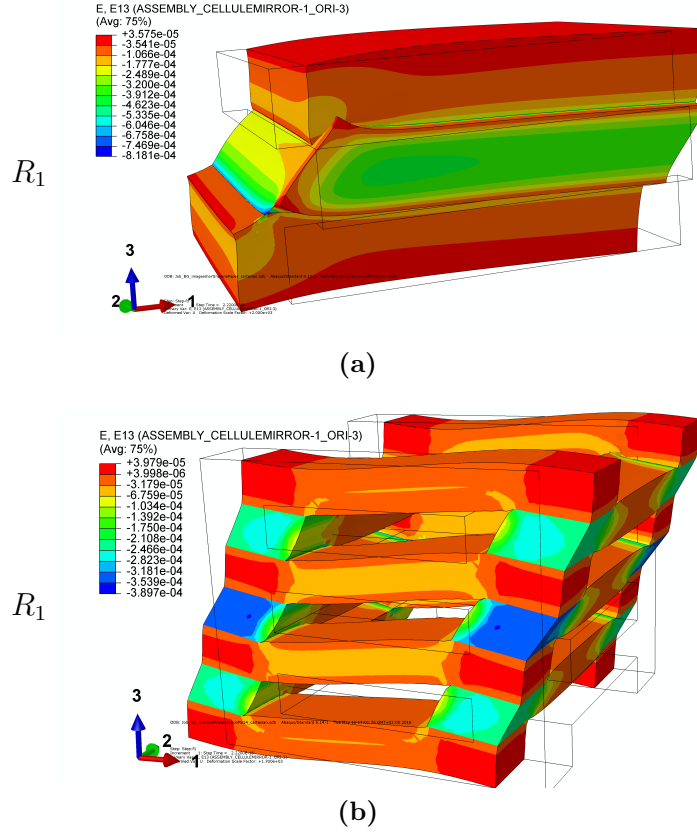 E, E13 (ASSEMBLY_CELLULEMIRROR-1_ORI-3)
(Avg: 75%)
+3.575e-05
-3.541e-05
-1.066e-04
-1.777e-04
-2.489e-04
-3.200e-04
-3.912e-04
-4.623e-04
-5.335e-04
-6.046e-04
-6.758e-04
-7.469e-04
-8.181e-04
R1
3
2
1
(a)
E, E13 (ASSEMBLY_CELLULEMIRROR-1_ORI-3)
(Avg: 75%)
+3.979e-05
+3.998e-06
-3.179e-05
-6.759e-05
-1.034e-04
-1.392e-04
-1.750e-04
-2.108e-04
-2.466e-04
-2.823e-04
-3.181e-04
-3.539e-04
-3.897e-04
R1
3
2
1
(b)